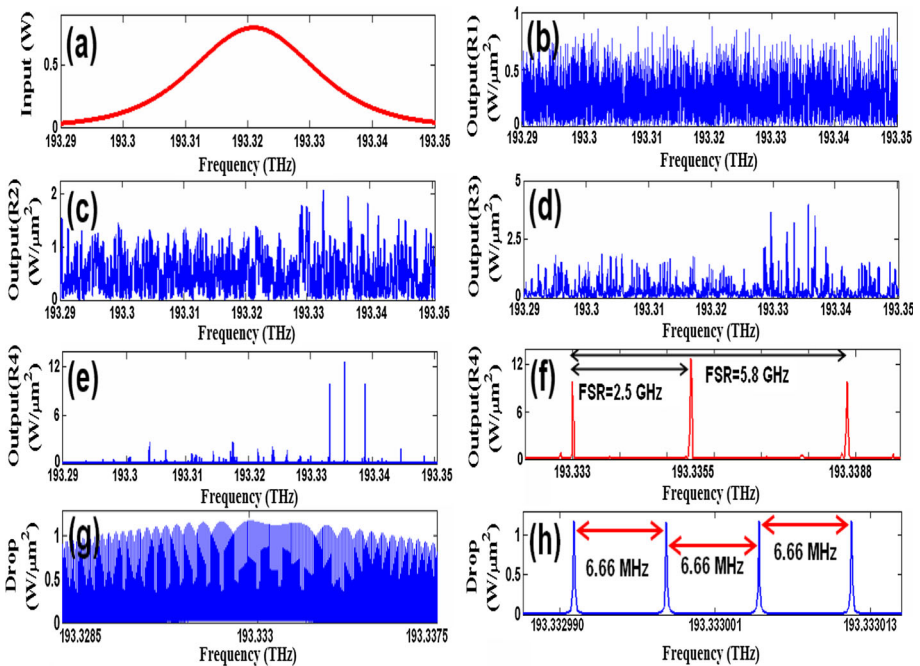 (a)
Input (W)
0.5
0
193.29 193.3 193.31 193.32 193.33 193.34 193.35
Frequency (THz)
(b)
Output(R1)
(W/μm²)
1
0.5
0
193.29 193.3 193.31 193.32 193.33 193.34 193.35
Frequency (THz)
(c)
Output(R2)
(W/μm²)
2
1
0
193.29 193.3 193.31 193.32 193.33 193.34 193.35
Frequency (THz)
(d)
Output(R3)
(W/μm²)
5
2.5
0
193.29 193.3 193.31 193.32 193.33 193.34 193.35
Frequency (THz)
(e)
Output(R4)
(W/μm²)
12
6
0
193.29 193.3 193.31 193.32 193.33 193.34 193.35
Frequency (THz)
(f)
Output(R4)
(W/μm²)
12
6
0
FSR=5.8 GHz
FSR=2.5 GHz
193.333 193.3355 193.3388
Frequency (THz)
(g)
Drop
(W/μm²)
1
0.5
0
193.3285 193.333 193.3375
Frequency (THz)
(h)
Drop
(W/μm²)
1
0.5
0
6.66 MHz
6.66 MHz
6.66 MHz
193.332990 193.333001 193.333013
Frequency (THz)